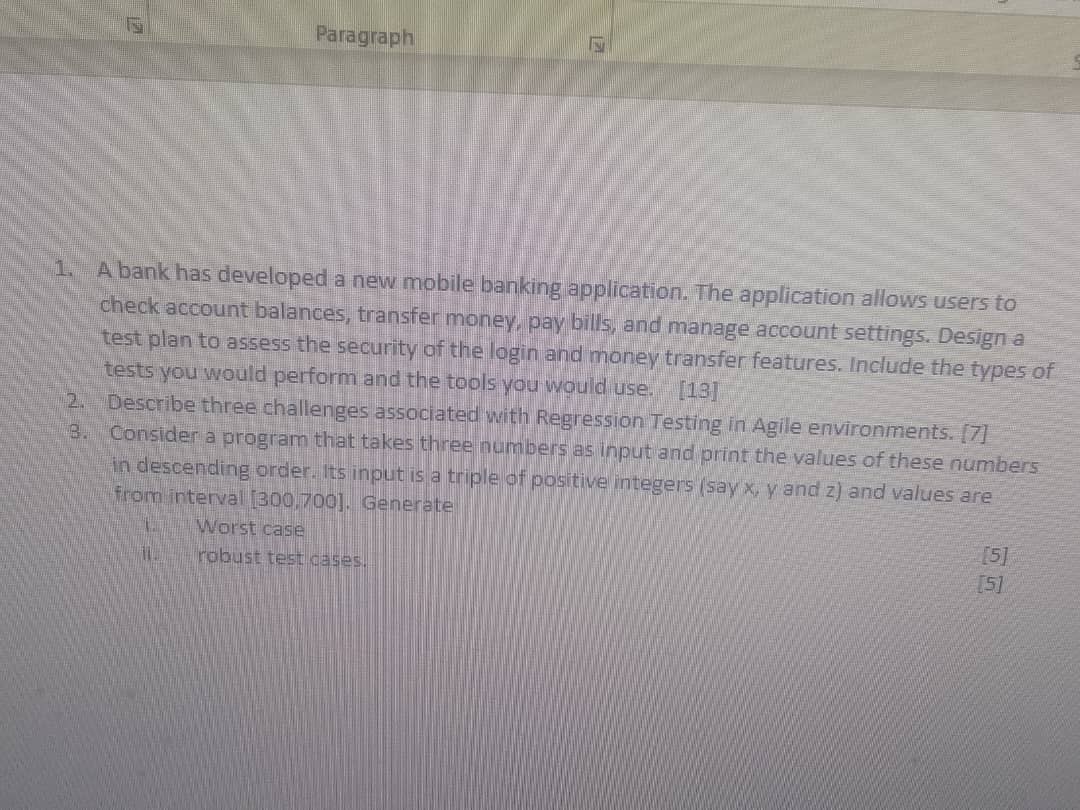 Paragraph
1. A bank has developed a new mobile banking application. The application allows users to
check account balances, transfer money, pay bills, and manage account settings. Design a
test plan to assess the security of the login and money transfer features. Include the types of
tests you would perform and the tools you would use. [13]
2. Describe three challenges associated with Regression Testing in Agile environments. [7]
3. Consider a program that takes three numbers as input and print the values of these numbers
in descending order. Its input is a triple of positive integers (say x, y and z) and values are
from interval [300,700]. Generate
i. Worst case [5]
ii. robust test cases. [5]